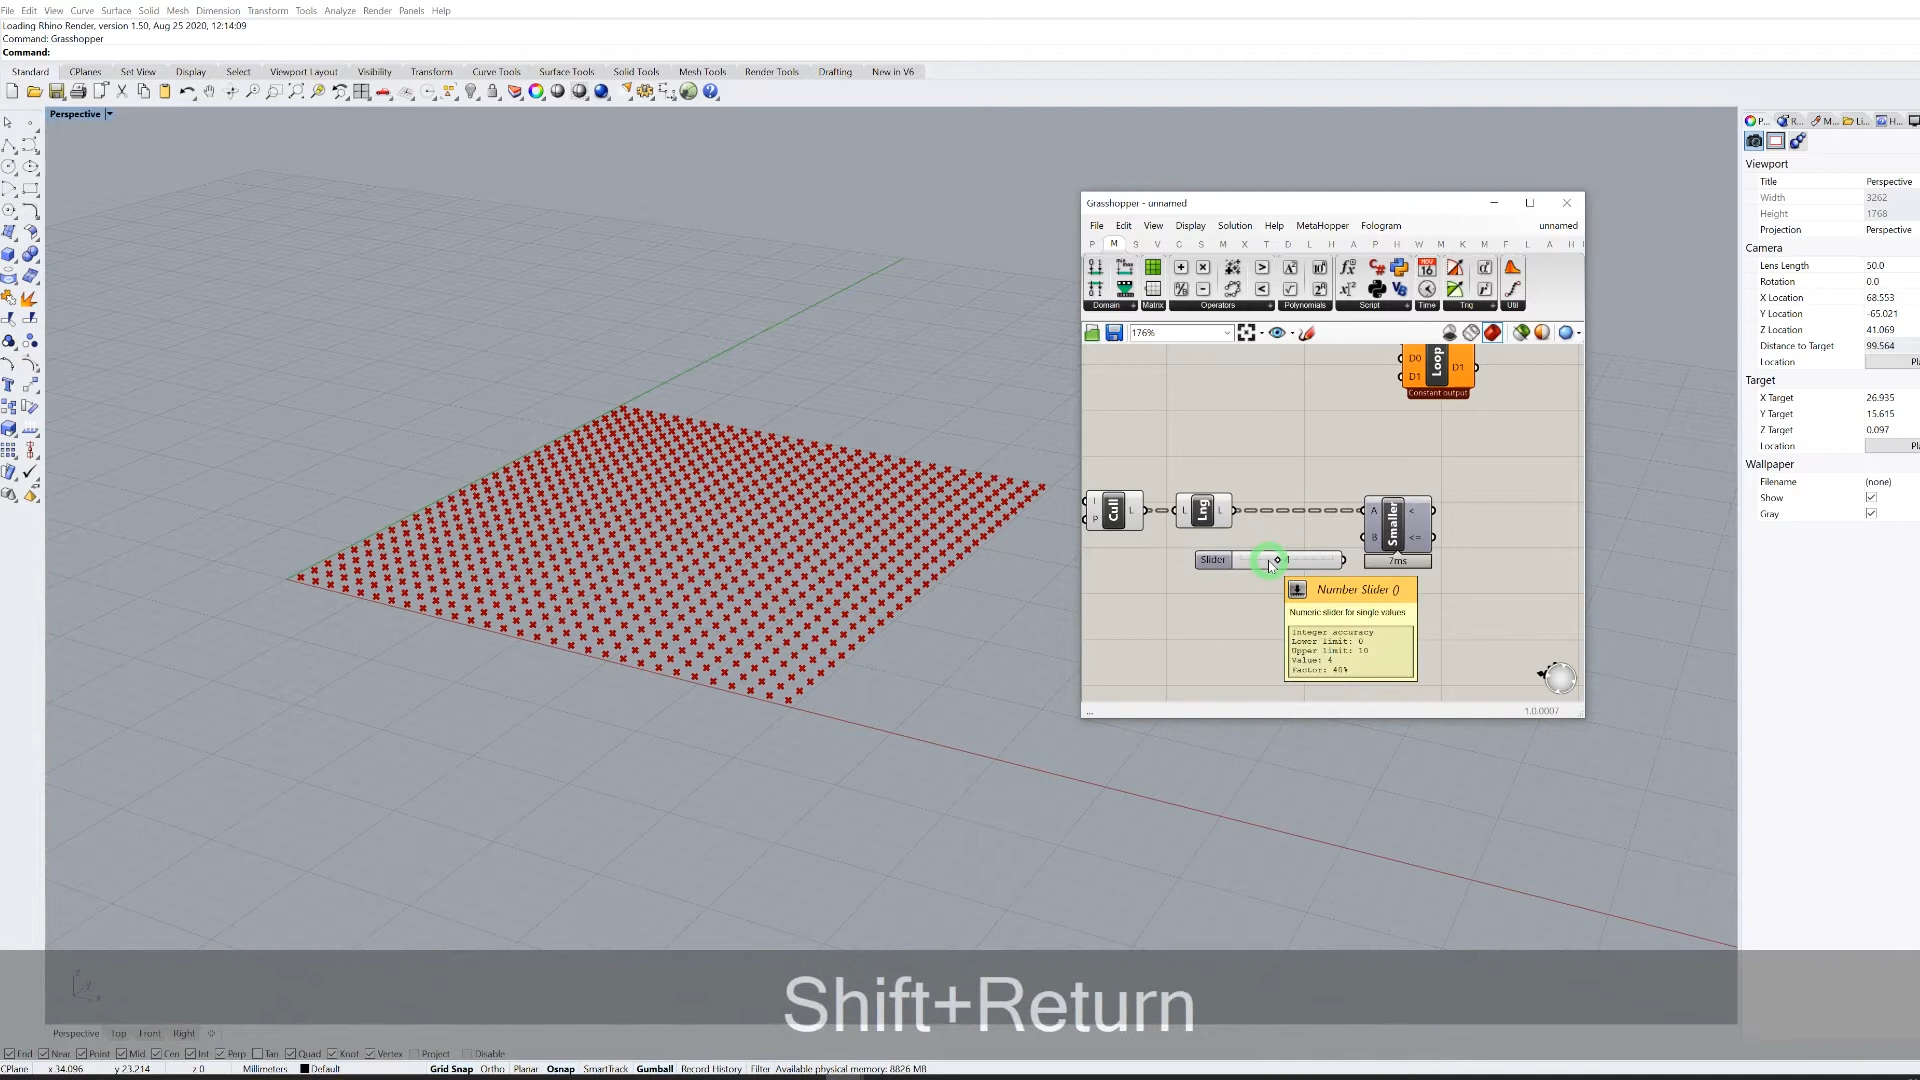 File Edit View Curve Surface Solid Mesh Dimension Transform Tools Analyze Render Panels Help
Loading Rhino Render, version 1.50, Aug 25 2020, 12:14:09
Command: Grasshopper
Command:
Standard CPlanes Set View Display Select Viewport Layout Visibility Transform Curve Tools Surface Tools Solid Tools Mesh Tools Render Tools Drafting New in V6
Perspective
P... R... M... Li... H...
Viewport
Title Perspective
Width 3262
Height 1768
Projection Perspective
Camera
Lens Length 50.0
Rotation 0.0
X Location 68.553
Y Location -65.021
Z Location 41.069
Distance to Target 99.564
Location Pl
Target
X Target 26.935
Y Target 15.615
Z Target 0.097
Location Pl
Wallpaper
Filename (none)
Show
Gray
Grasshopper - unnamed
File Edit View Display Solution Help MetaHopper Fologram unnamed
P M S V C S M X T D L H A P H W M K M F L A H
Domain Matrix Operators Polynomials Script Time Trig Util
176%
D0 D1 Loop D1
Constant output
I P Cull L
L Lng L
A B Smaller < <=
7ms
Slider
Number Slider ()
Numeric slider for single values
Integer accuracy
Lower limit: 0
Upper limit: 10
Value: 4
Factor: 40%
... 1.0.0007
Shift+Return
Perspective Top Front Right
End Near Point Mid Cen Int Perp Tan Quad Knot Vertex Project Disable
CPlane x 34.096 y 23.214 z 0 Millimeters Default Grid Snap Ortho Planar Osnap SmartTrack Gumball Record History Filter Available physical memory: 8826 MB